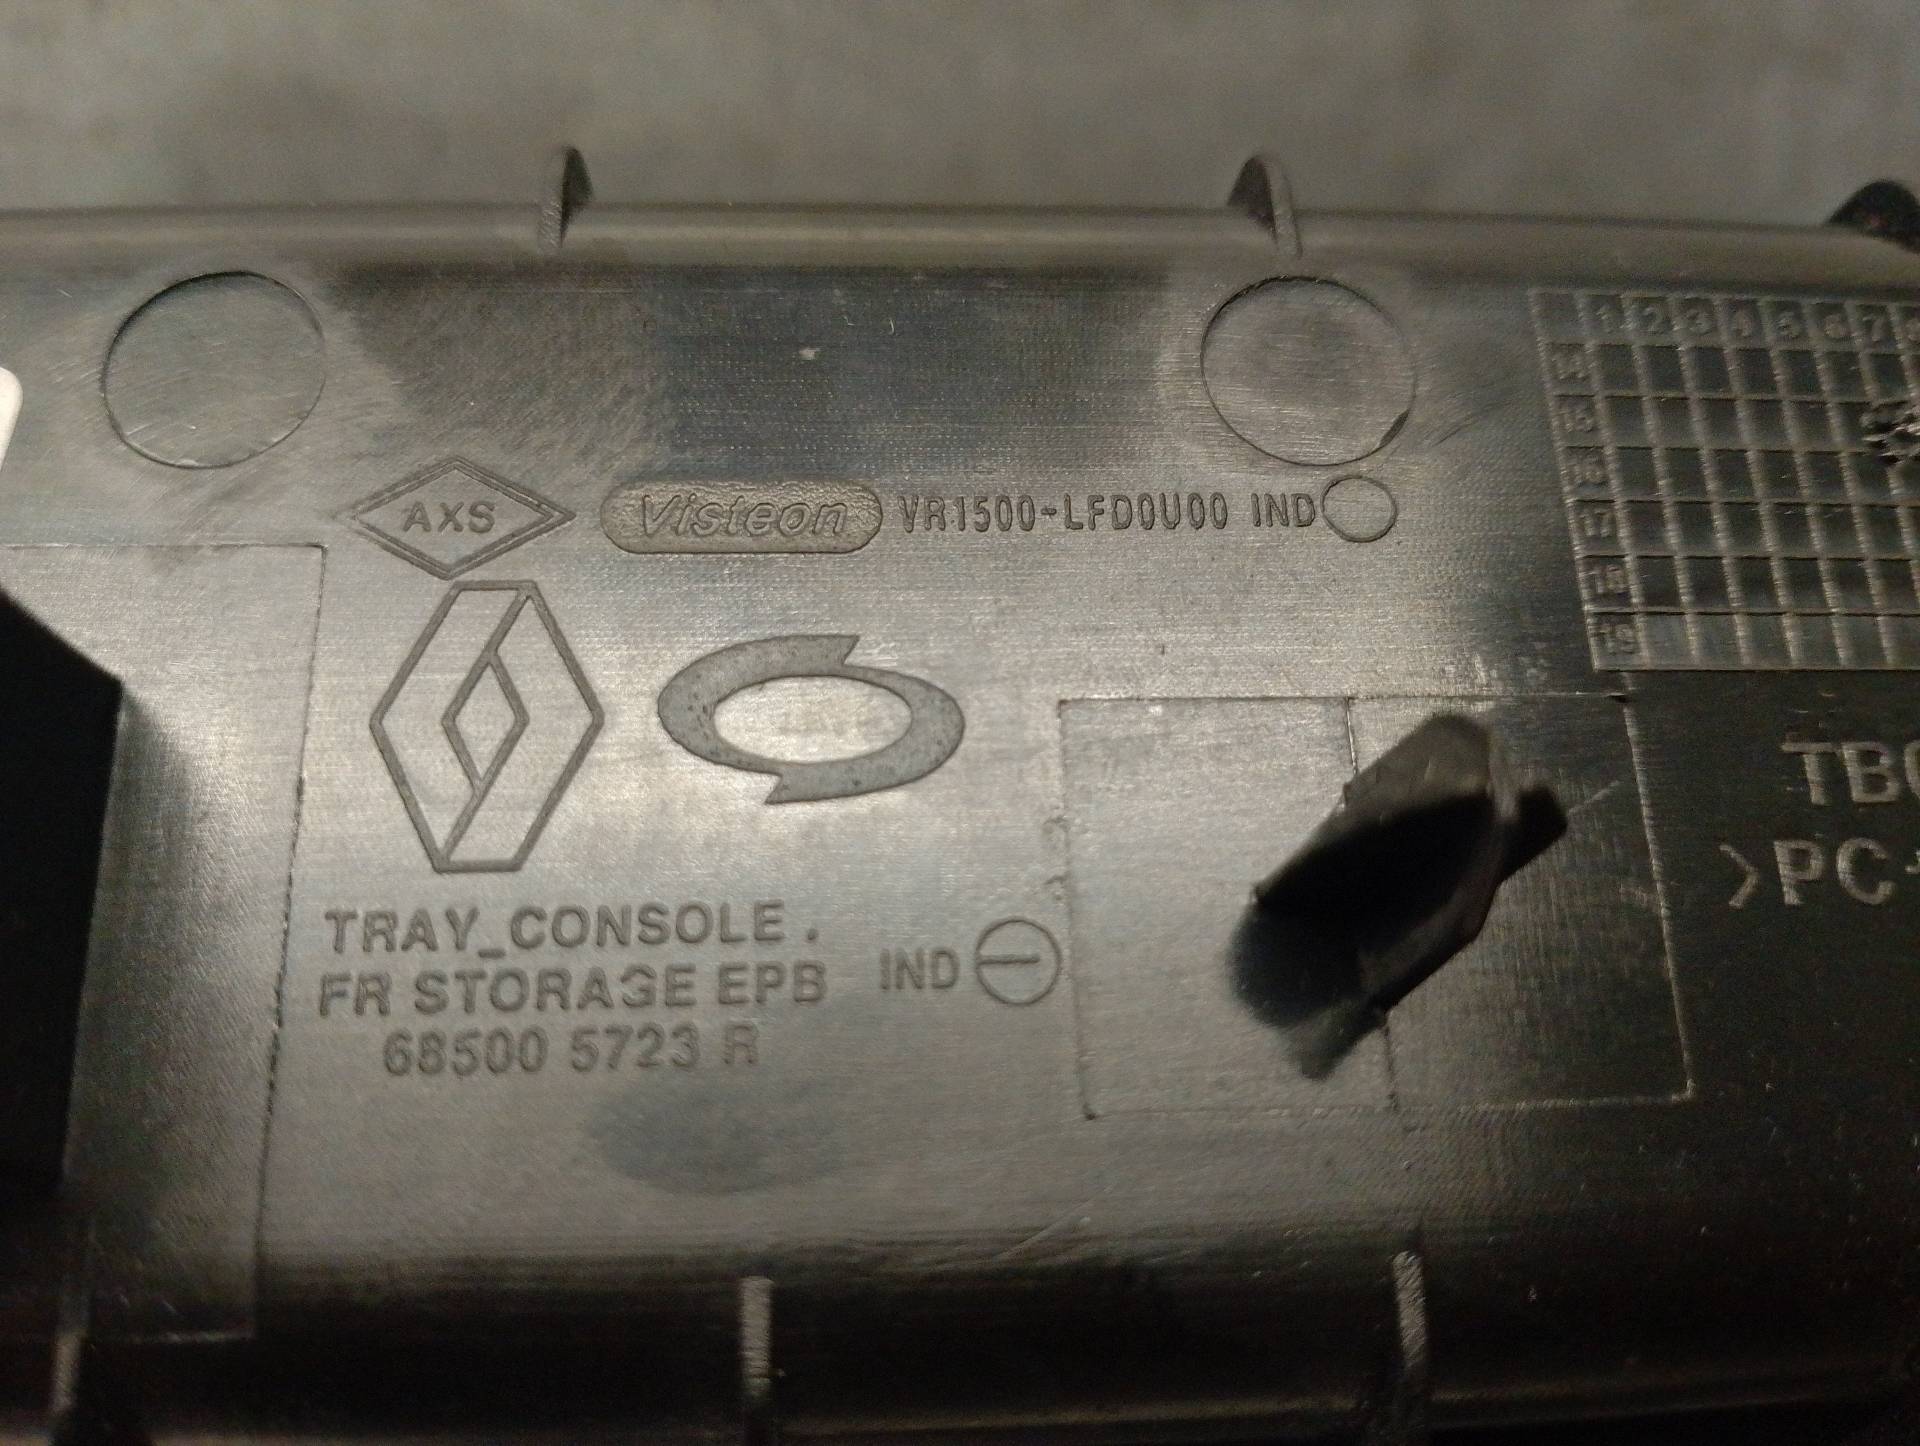 AXS
Visteon VR1500-LFD0U00 IND
TRAY_CONSOLE.
FR STORAGE EPB
68500 5723 R
IND
1 2 3 4 5 6 7
14
15
16
17
18
19
>PC+